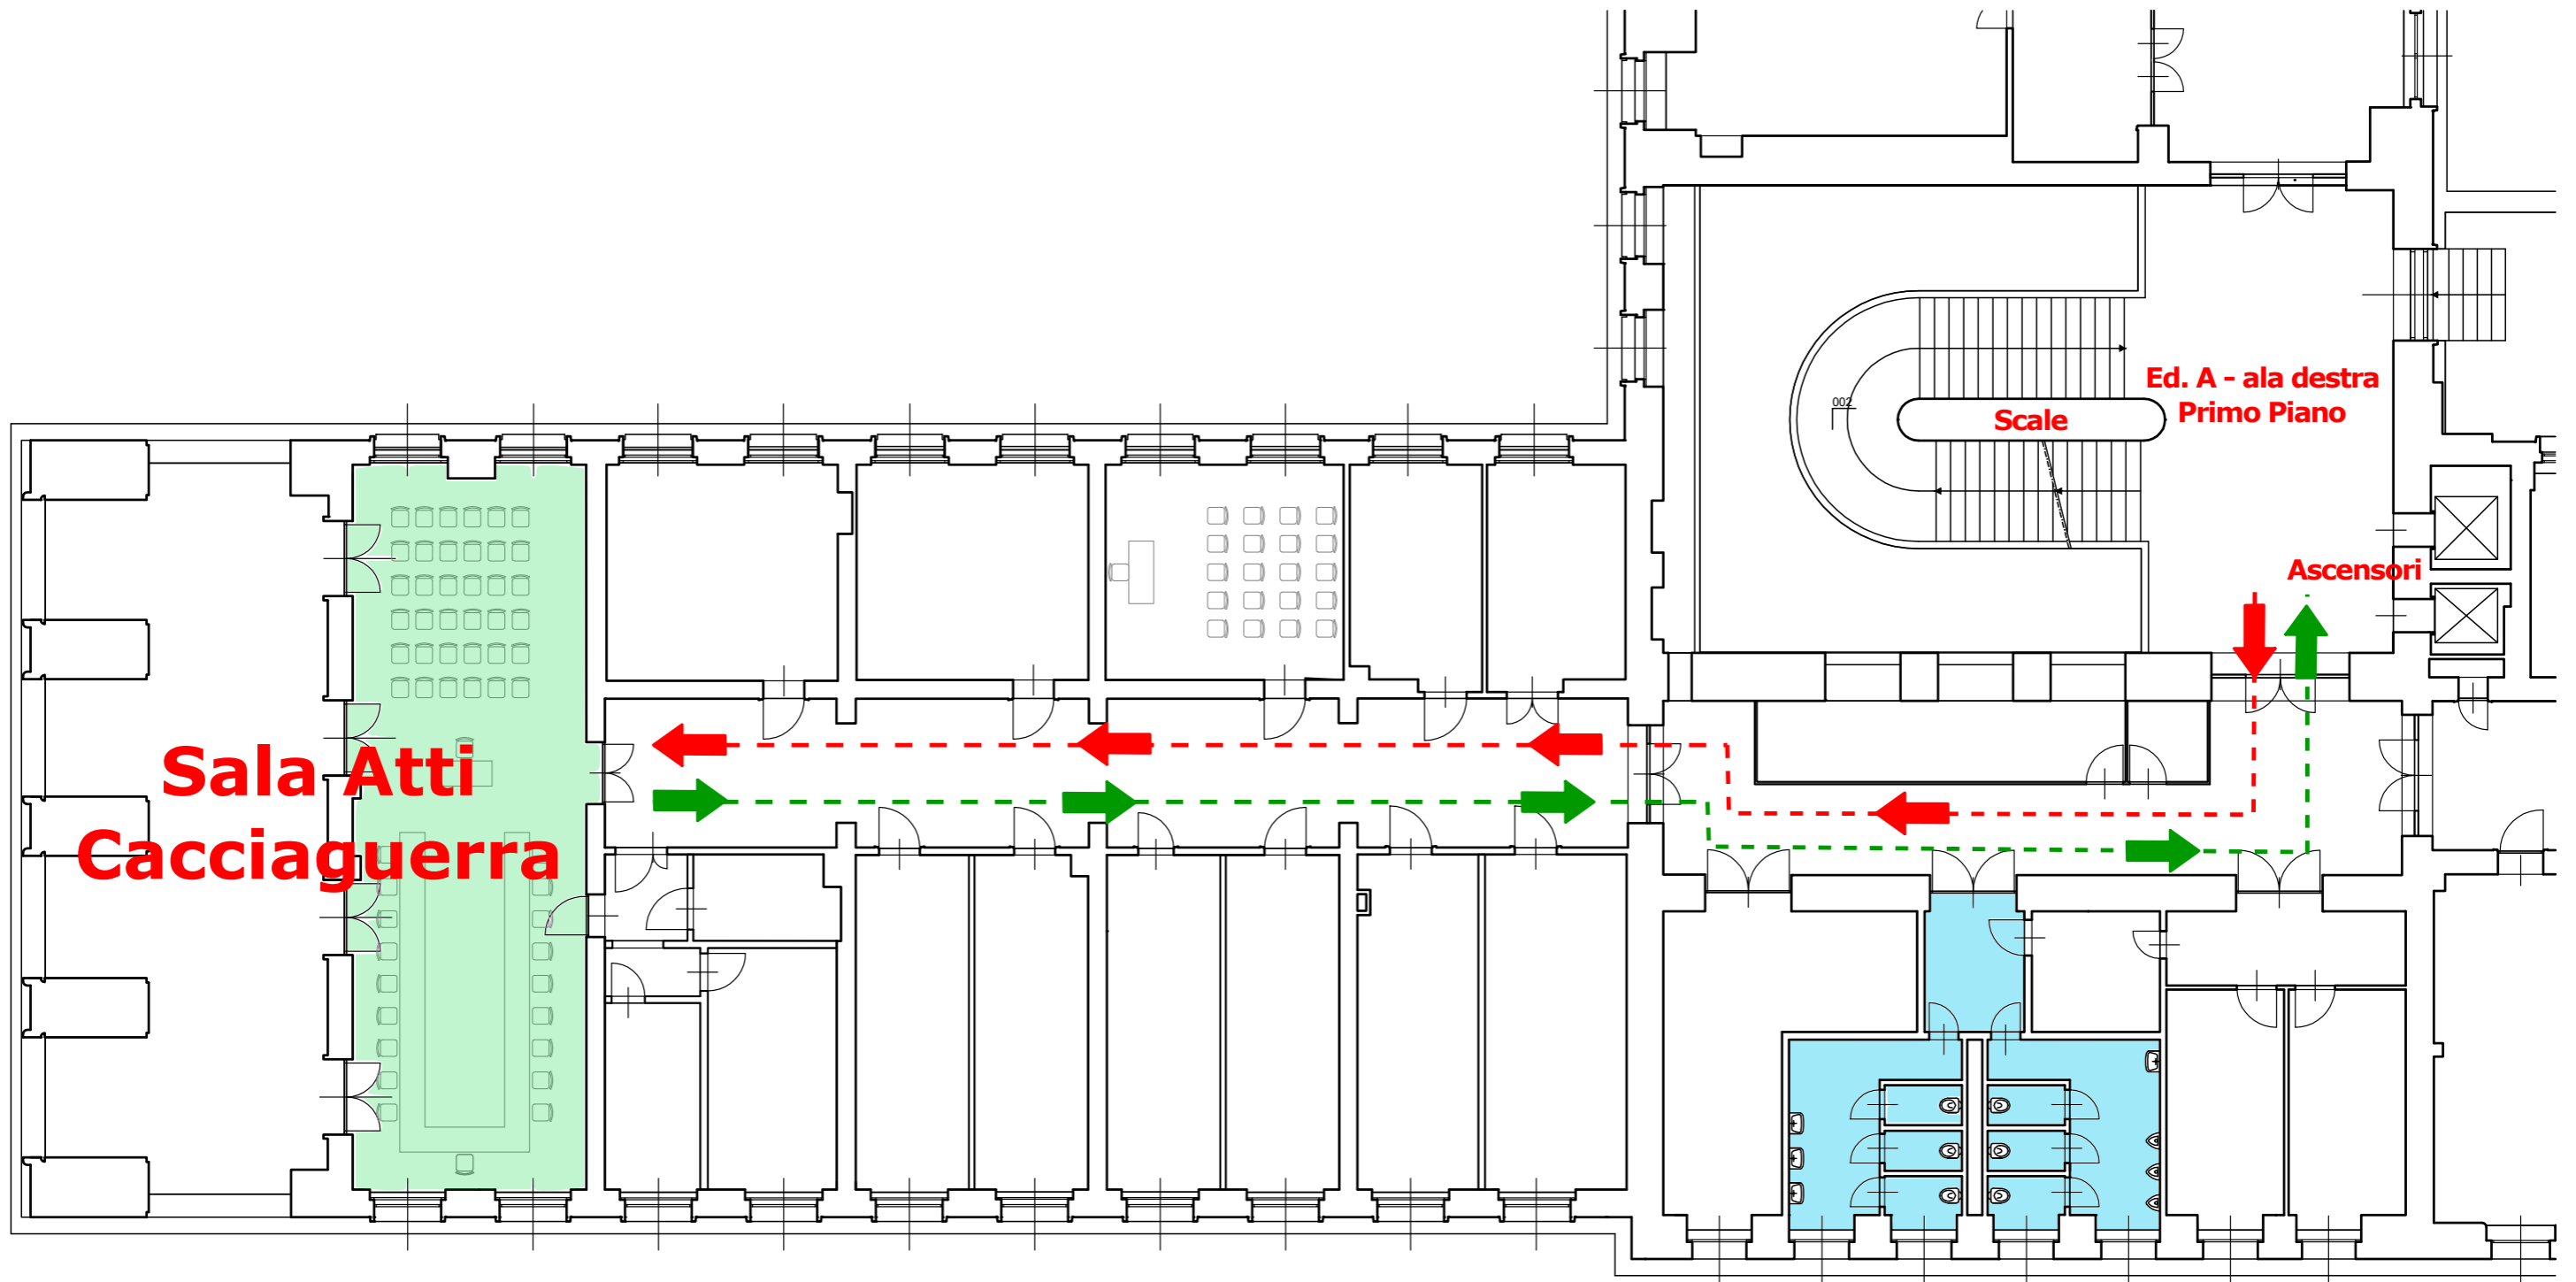 Ed. A - ala destra
Primo Piano
002
Scale
Ascensori
Sala Atti
Cacciaguerra